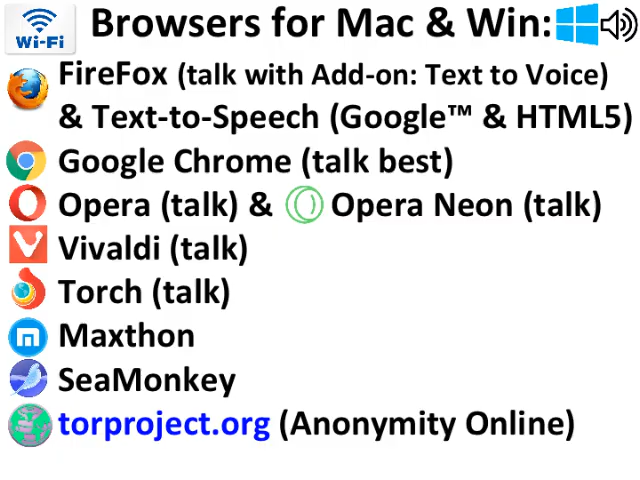 Wi-Fi
Browsers for Mac & Win:
FireFox (talk with Add-on: Text to Voice)
& Text-to-Speech (Google™ & HTML5)
Google Chrome (talk best)
Opera (talk) & Opera Neon (talk)
Vivaldi (talk)
Torch (talk)
Maxthon
SeaMonkey
torproject.org (Anonymity Online)